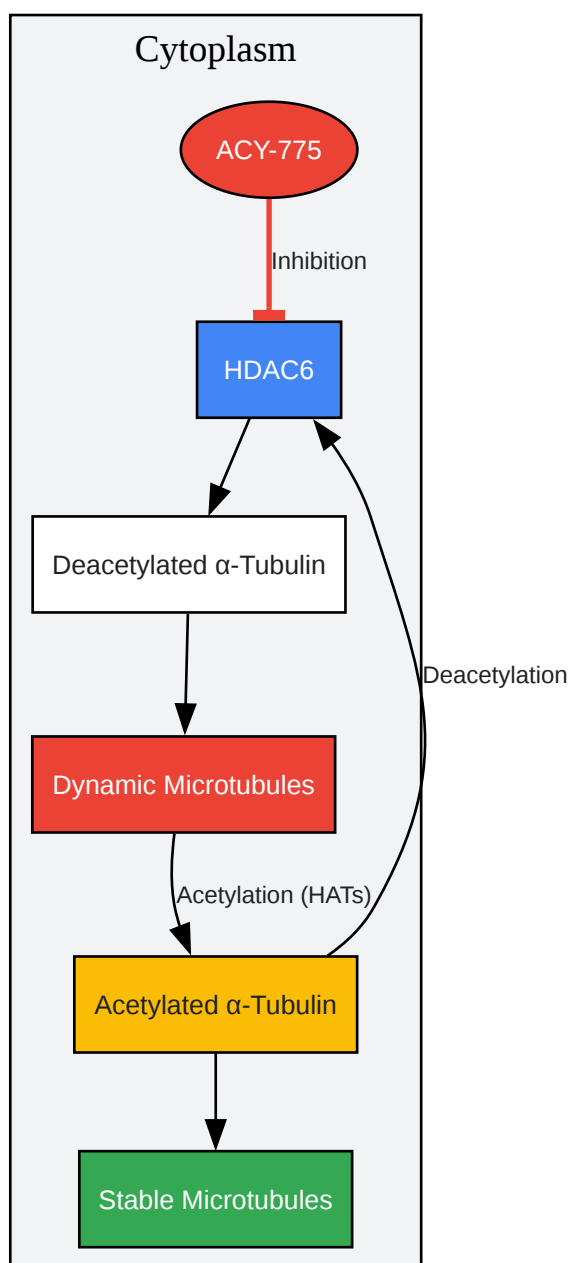 Cytoplasm
ACY-775
Inhibition
HDAC6
Deacetylated α-Tubulin
Deacetylation
Dynamic Microtubules
Acetylation (HATs)
Acetylated α-Tubulin
Stable Microtubules